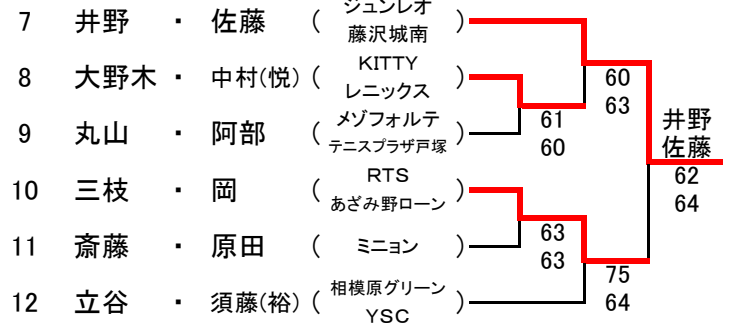 ジュンレオ
7 井野 ・ 佐藤 ( 藤沢城南 )
KITTY
8 大野木 ・ 中村(悦) ( レニックス )
60
63
メゾフォルテ
9 丸山 ・ 阿部 ( テニスプラザ戸塚 )
61
60
井野
佐藤
62
64
RTS
10 三枝 ・ 岡 ( あざみ野ローン )
11 斎藤 ・ 原田 ( ミニョン )
63
63
75
64
相模原グリーン
12 立谷 ・ 須藤(裕) ( YSC )